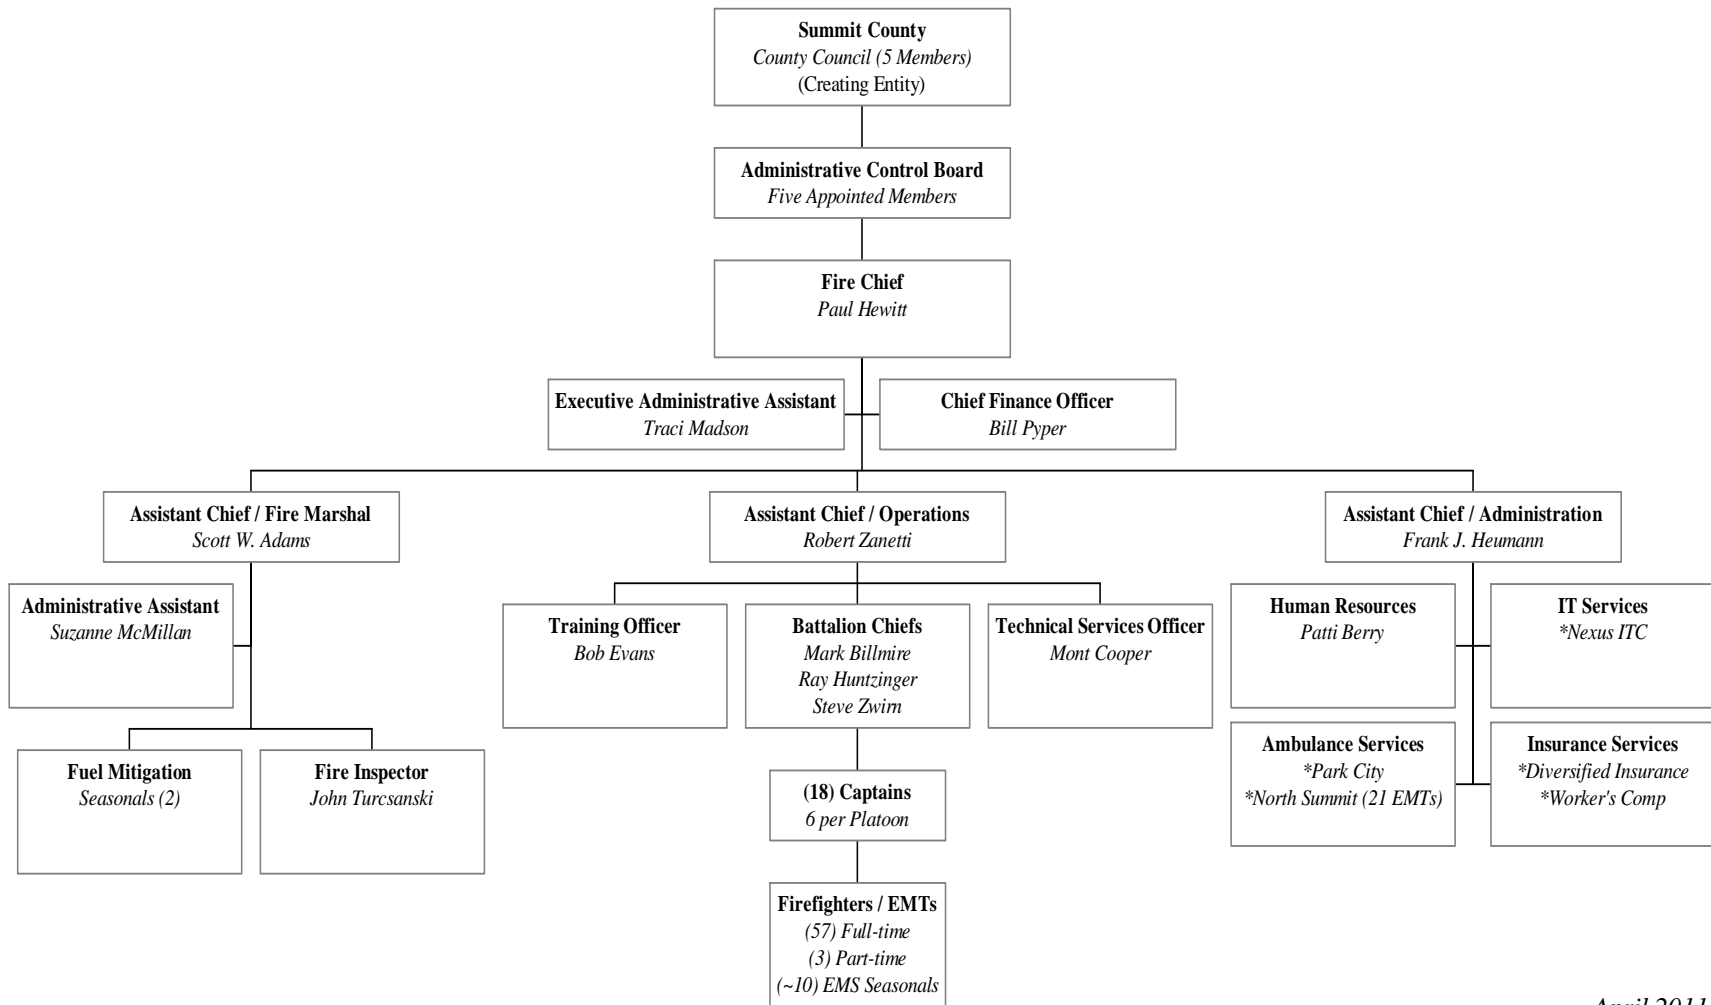 Summit County
County Council (5 Members)
(Creating Entity)
Administrative Control Board
Five Appointed Members
Fire Chief
Paul Hewitt
Executive Administrative Assistant
Traci Madson
Chief Finance Officer
Bill Pyper
Assistant Chief / Fire Marshal
Scott W. Adams
Assistant Chief / Operations
Robert Zanetti
Assistant Chief / Administration
Frank J. Heumann
Administrative Assistant
Suzanne McMillan
Fuel Mitigation
Seasonals (2)
Fire Inspector
John Turcsanski
Training Officer
Bob Evans
Battalion Chiefs
Mark Billmire
Ray Huntzinger
Steve Zwirn
Technical Services Officer
Mont Cooper
(18) Captains
6 per Platoon
Firefighters / EMTs
(57) Full-time
(3) Part-time
(~10) EMS Seasonals
Human Resources
Patti Berry
IT Services
*Nexus ITC
Ambulance Services
*Park City
*North Summit (21 EMTs)
Insurance Services
*Diversified Insurance
*Worker's Comp
April 2011